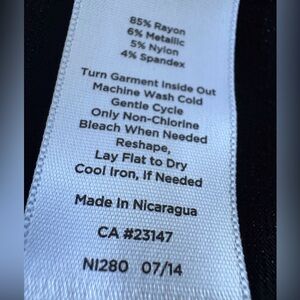 85% Rayon
6% Metallic
5% Nylon
4% Spandex
Turn Garment Inside Out
Machine Wash Cold
Gentle Cycle
Only Non-Chlorine
Bleach When Needed
Reshape,
Lay Flat to Dry
Cool Iron, If Needed
Made In Nicaragua
CA #23147
NI280 07/14